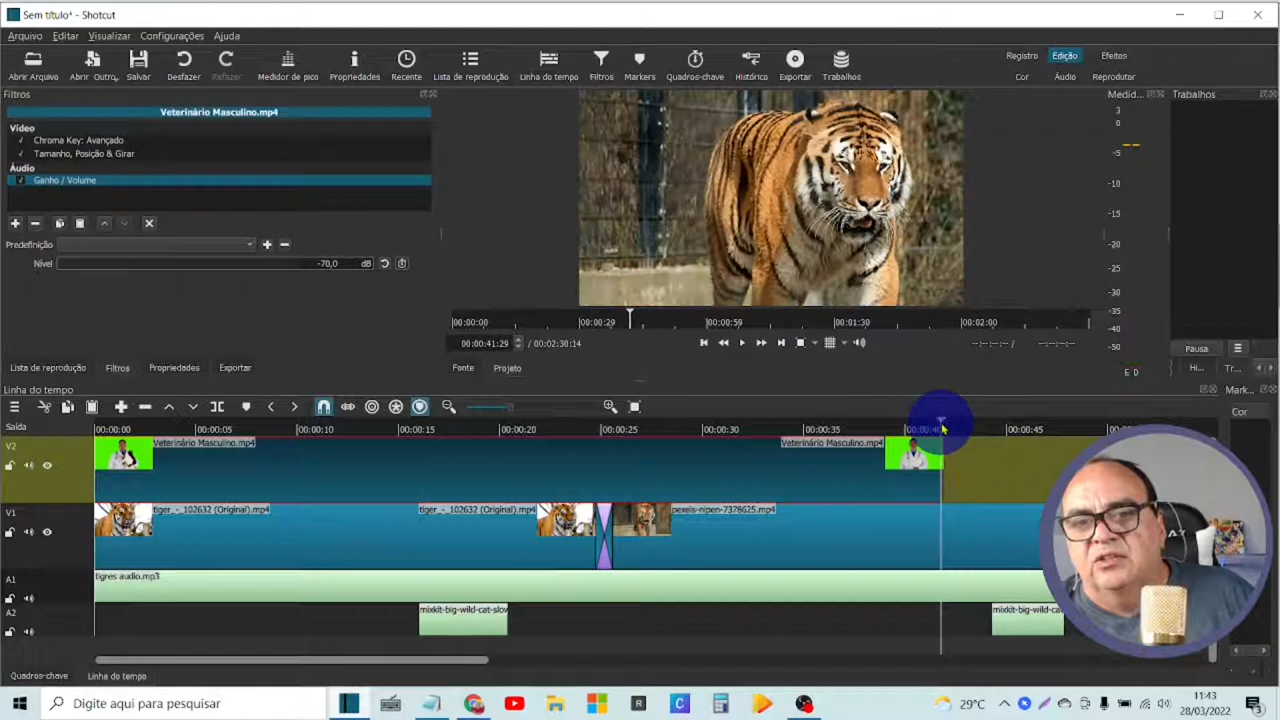 Sem título* - Shotcut
Arquivo Editar Visualizar Configurações Ajuda
Abrir Arquivo Abrir Outro, Salvar Desfazer Refazer Medidor de pico Propriedades Recente Lista de reprodução Linha do tempo Filtros Markers Quadros-chave Histórico Exportar Trabalhos
Registro Edição Efeitos
Cor Áudio Reprodutor
Filtros
Medid...
Trabalhos
Veterinário Masculino.mp4
Vídeo
Chroma Key: Avançado
Tamanho, Posição & Girar
Áudio
Ganho / Volume
Predefinição
Nível -70,0 dB
3
0
-5
-10
-15
-20
-25
-30
-35
-40
-50
E D
00:00:00 00:00:29 00:00:59 00:01:30 00:02:00
00:00:41:29 / 00:02:30:14 --:--:--:-- / --:--:--:--
Pausa
Lista de reprodução Filtros Propriedades Exportar
Fonte Projeto
Hi... Tr...
Linha do tempo
Mark...
Cor
Saída
00:00:00 00:00:05 00:00:10 00:00:15 00:00:20 00:00:25 00:00:30 00:00:35 00:00:40 00:00:45
V2
Veterinário Masculino.mp4 Veterinário Masculino.mp4
V1
tiger_-_102632 (Original).mp4 tiger_-_102632 (Original).mp4 pexels-nipen-7378625.mp4
A1
tigres audio.mp3
A2
mixkit-big-wild-cat-slow mixkit-big-wild-ca
Quadros-chave Linha do tempo
Digite aqui para pesquisar
29°C
11:43
28/03/2022
3